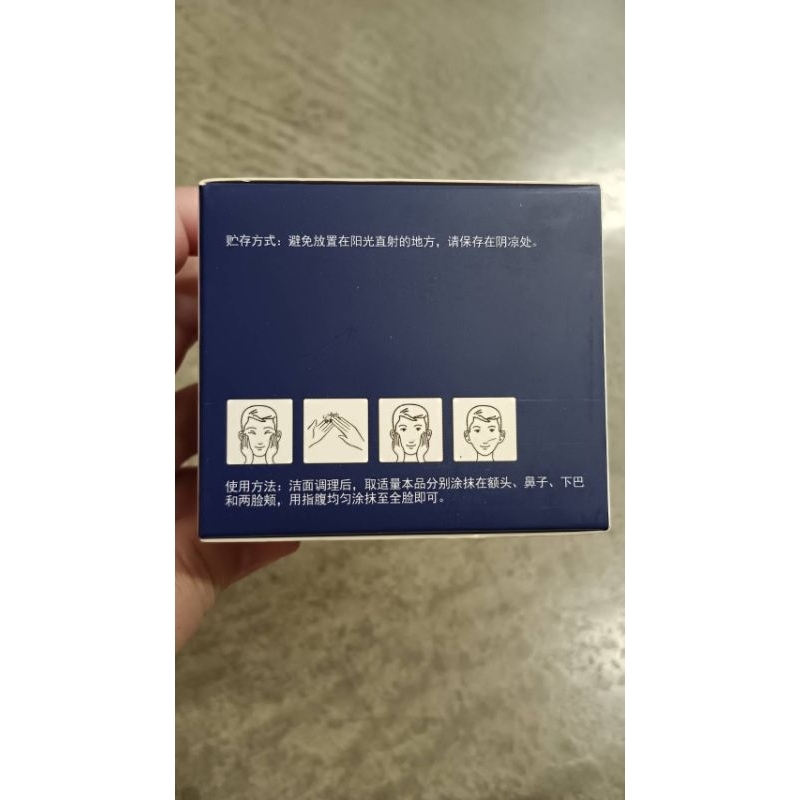 贮存方式：避免放置在阳光直射的地方，请保存在阴凉处。
使用方法：洁面调理后，取适量本品分别涂抹在额头、鼻子、下巴
和两脸颊，用指腹均匀涂抹至全脸即可。